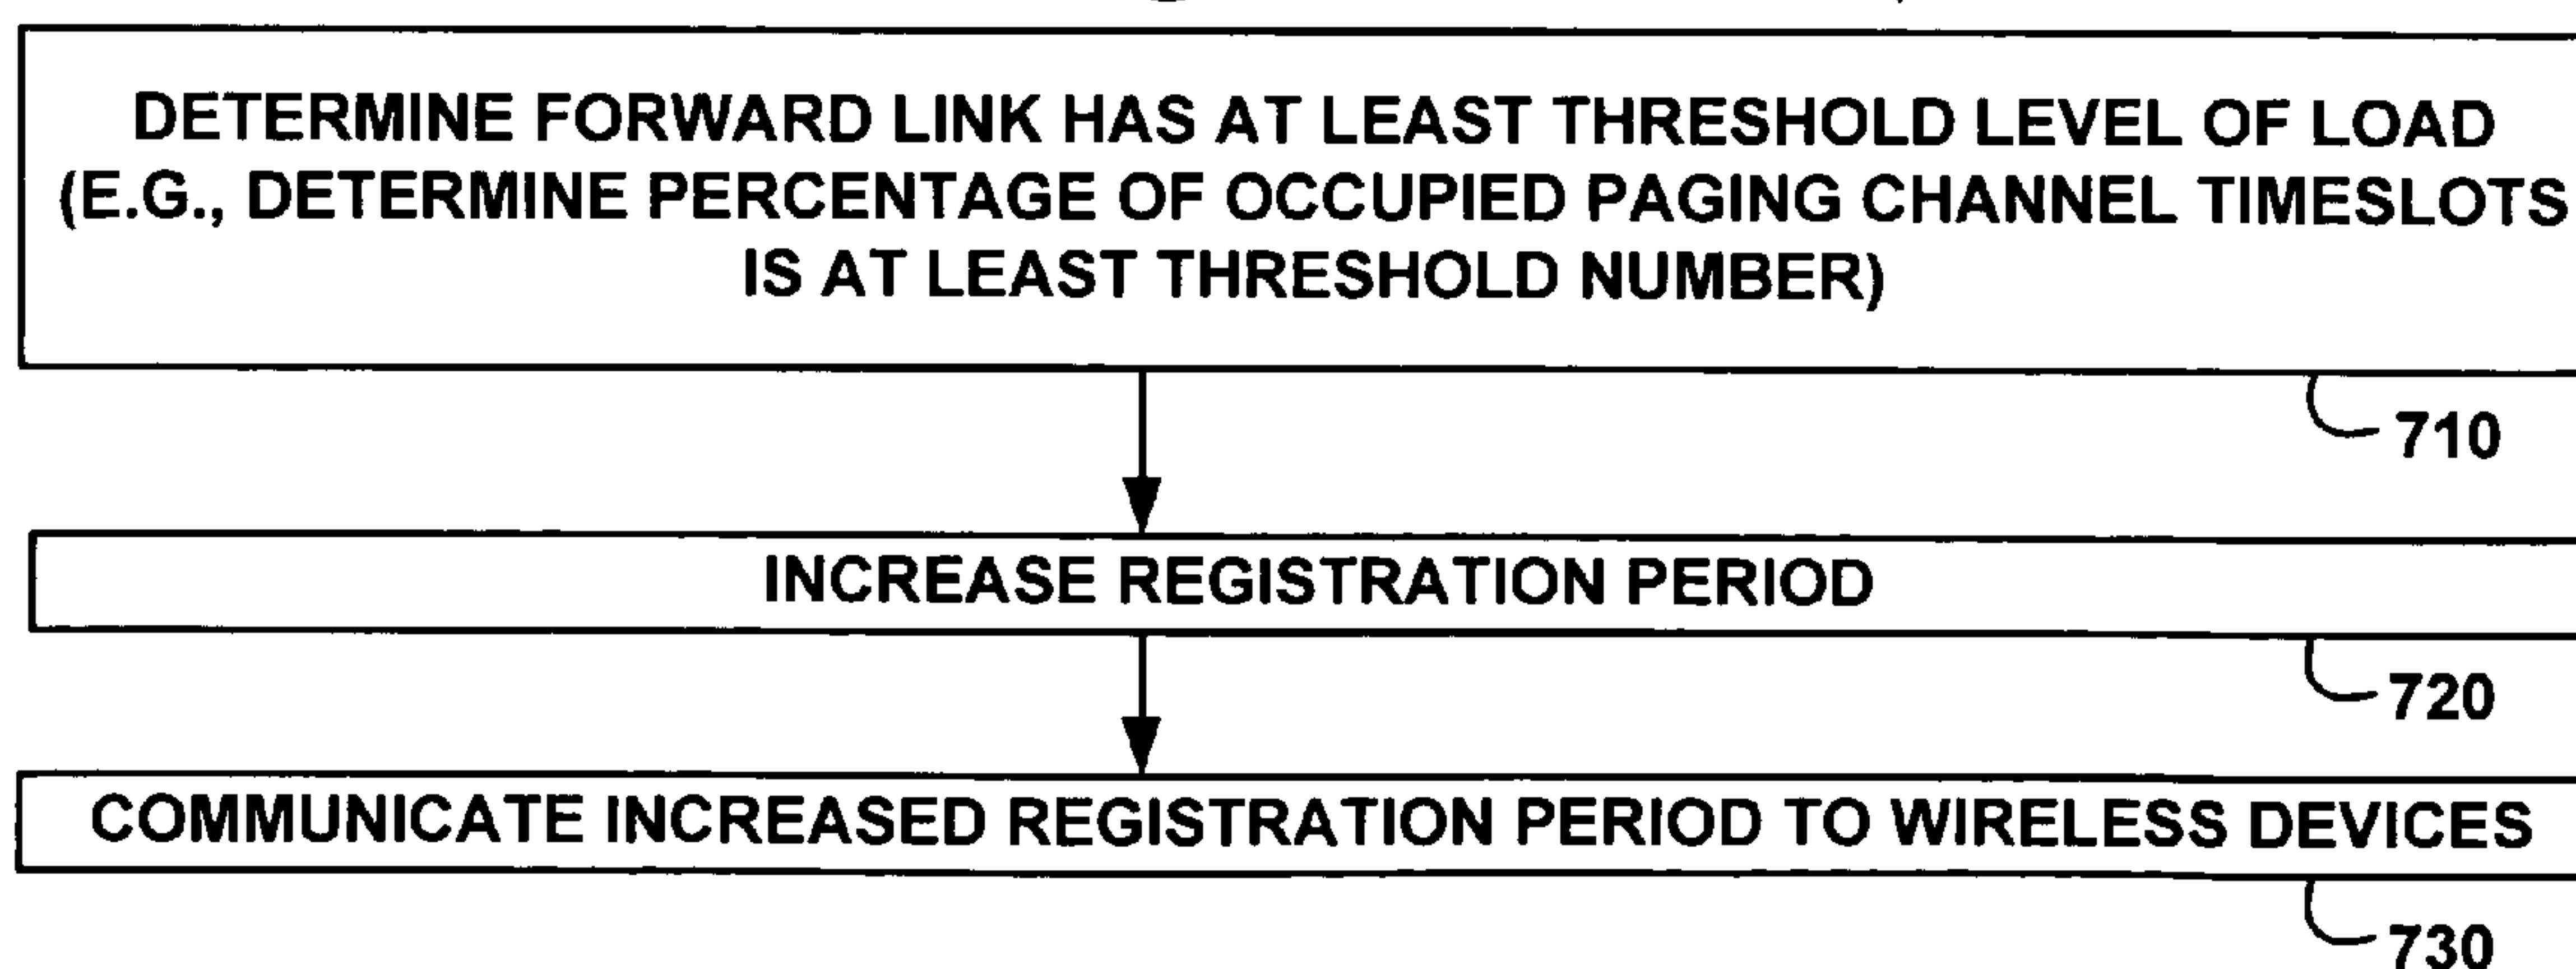 DETERMINE FORWARD LINK HAS AT LEAST THRESHOLD LEVEL OF LOAD
(E.G., DETERMINE PERCENTAGE OF OCCUPIED PAGING CHANNEL TIMESLOTS
IS AT LEAST THRESHOLD NUMBER)
710
INCREASE REGISTRATION PERIOD
720
COMMUNICATE INCREASED REGISTRATION PERIOD TO WIRELESS DEVICES
730